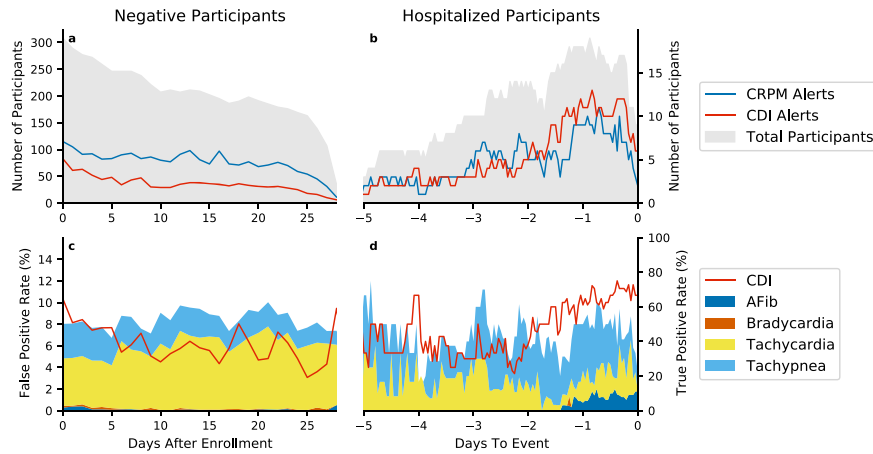 Negative Participants
Hospitalized Participants
a
b
300
250
200
150
100
50
0
Number of Participants
0
5
10
15
20
25
−5
−4
−3
−2
−1
0
15
10
5
0
Number of Participants
CRPM Alerts
CDI Alerts
Total Participants
c
d
14
12
10
8
6
4
2
0
False Positive Rate (%)
0
5
10
15
20
25
Days After Enrollment
−5
−4
−3
−2
−1
0
Days To Event
100
80
60
40
20
0
True Positive Rate (%)
CDI
AFib
Bradycardia
Tachycardia
Tachypnea